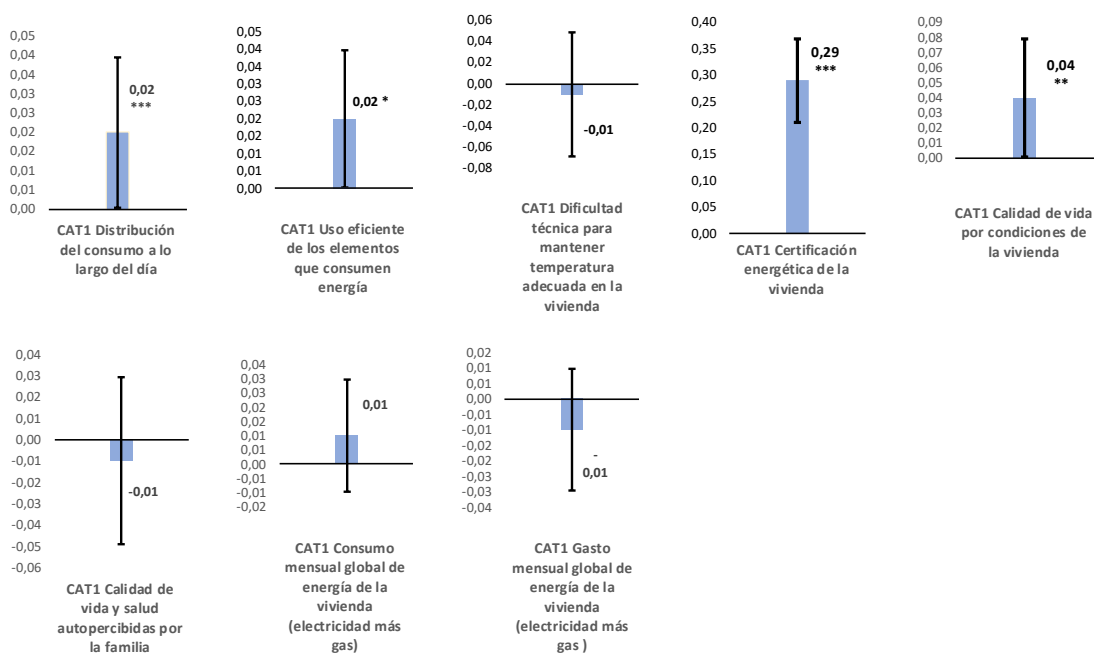 0,05
0,04
0,04
0,03
0,03
0,02
0,02
0,01
0,01
0,00
0,02
***
CAT1 Distribución
del consumo a lo
largo del día
0,05
0,04
0,04
0,03
0,03
0,02
0,02
0,01
0,01
0,00
0,02 *
CAT1 Uso eficiente
de los elementos
que consumen
energía
0,06
0,04
0,02
0,00
-0,02
-0,04
-0,06
-0,08
-0,01
CAT1 Dificultad
técnica para
mantener
temperatura
adecuada en la
vivienda
0,40
0,35
0,30
0,25
0,20
0,15
0,10
0,05
0,00
0,29
***
CAT1 Certificación
energética de la
vivienda
0,09
0,08
0,07
0,06
0,05
0,04
0,03
0,02
0,01
0,00
0,04
**
CAT1 Calidad de vida
por condiciones de
la vivienda
0,04
0,03
0,02
0,01
0,00
-0,01
-0,02
-0,03
-0,04
-0,05
-0,06
-0,01
CAT1 Calidad de
vida y salud
autopercibidas por
la familia
0,04
0,03
0,03
0,02
0,02
0,01
0,01
0,00
-0,01
-0,01
-0,02
0,01
CAT1 Consumo
mensual global de
energía de la
vivienda
(electricidad más
gas)
0,02
0,01
0,01
0,00
-0,01
-0,01
-0,02
-0,02
-0,03
-0,03
-0,04
-
0,01
CAT1 Gasto
mensual global de
energía de la
vivienda
(electricidad más
gas )